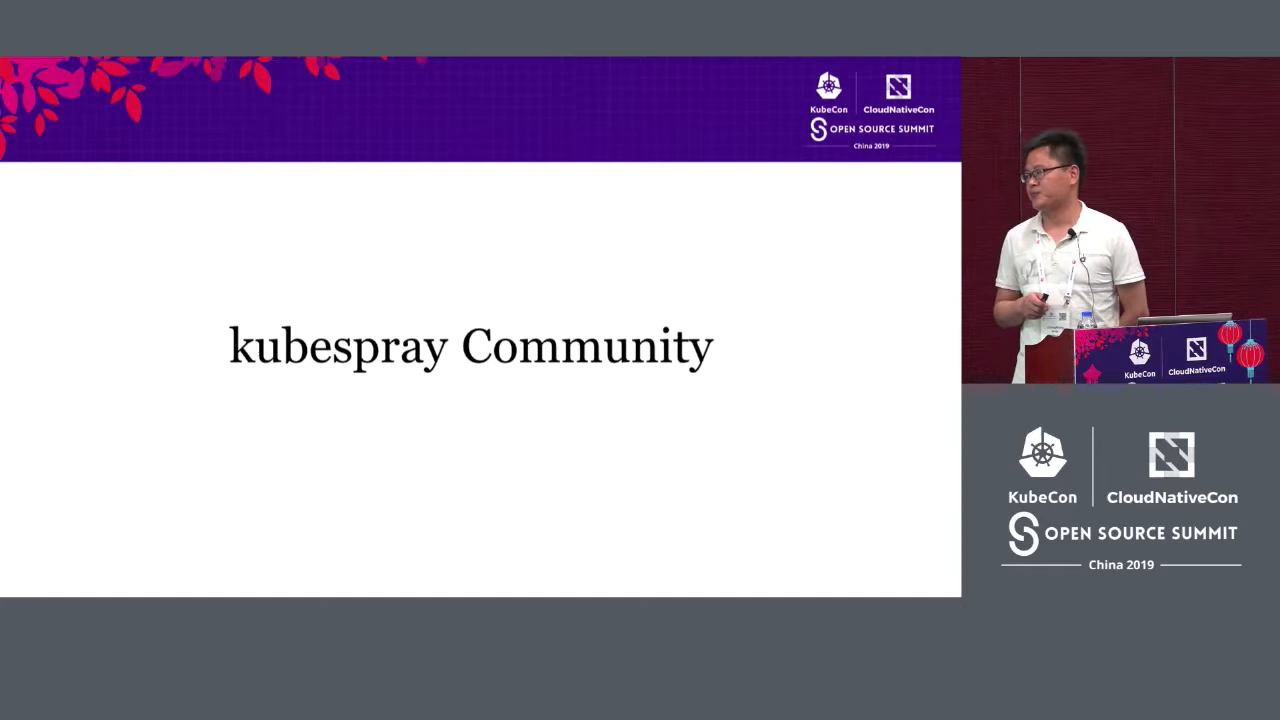 KubeCon
CloudNativeCon
OPEN SOURCE SUMMIT
China 2019
kubespray Community
KubeCon
CloudNativeCon
KubeCon
CloudNativeCon
OPEN SOURCE SUMMIT
China 2019